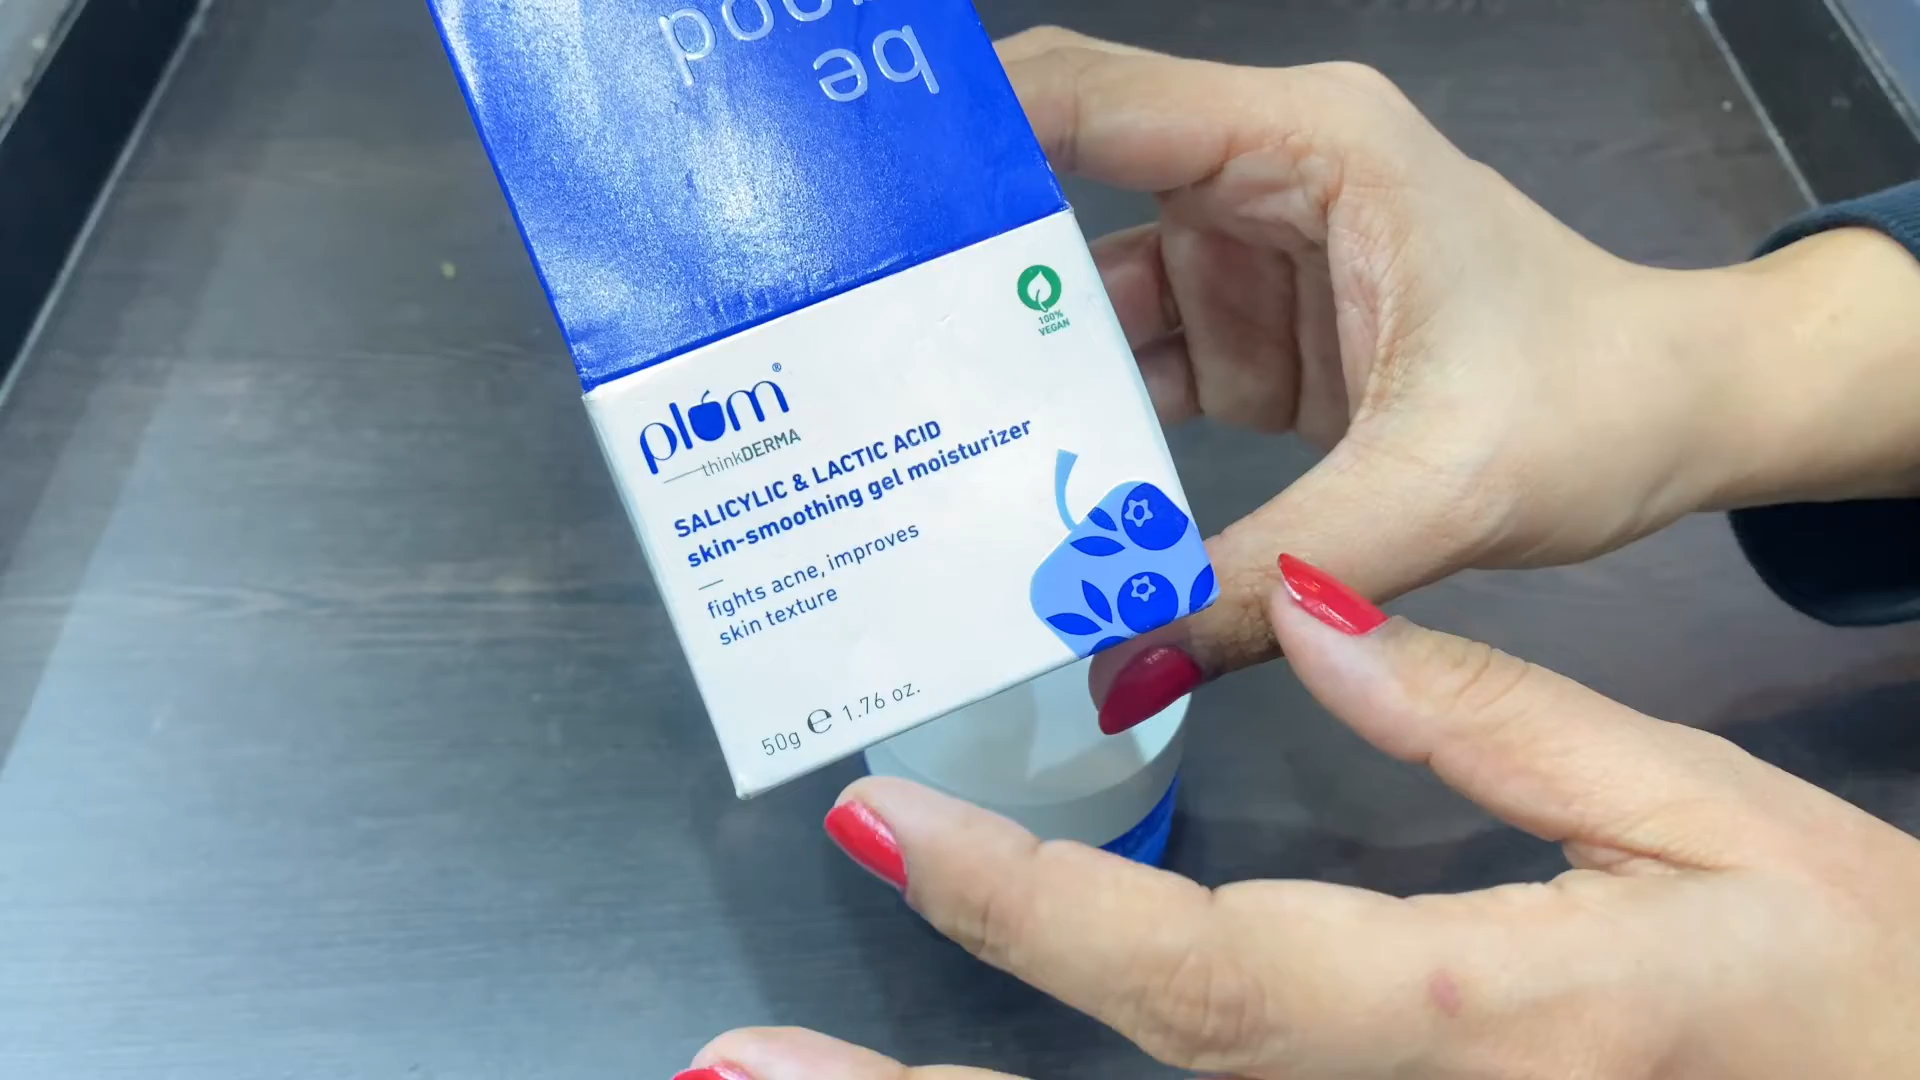 be
plum®
thinkDERMA
SALICYLIC & LACTIC ACID
skin-smoothing gel moisturizer
fights acne, improves
skin texture
50g ℮ 1.76 oz.
100%
VEGAN